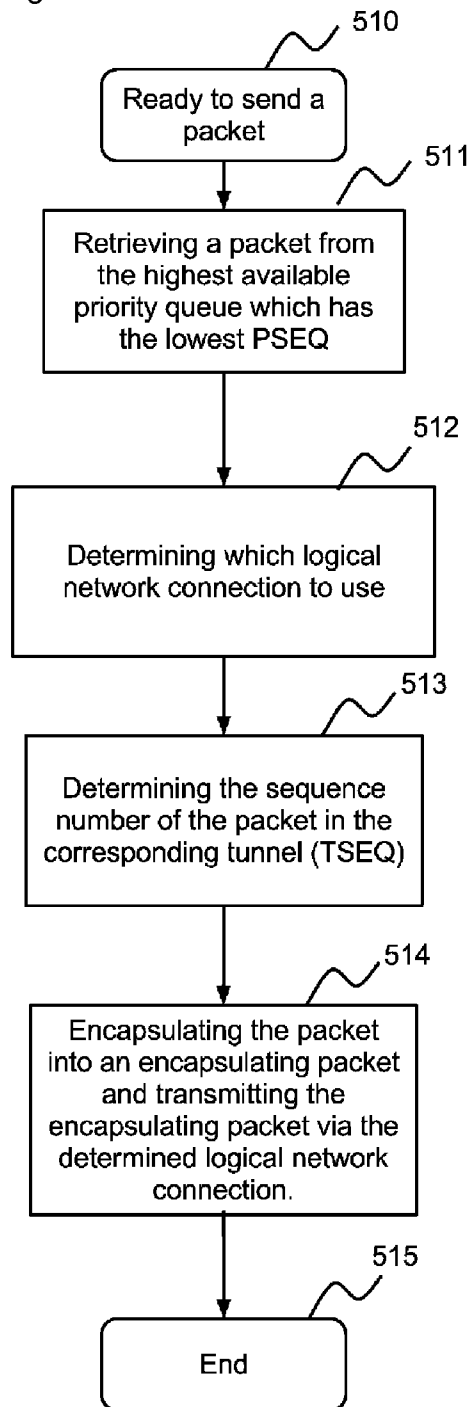 510
Ready to send a
packet
511
Retrieving a packet from
the highest available
priority queue which has
the lowest PSEQ
512
Determining which logical
network connection to use
513
Determining the sequence
number of the packet in the
corresponding tunnel (TSEQ)
514
Encapsulating the packet
into an encapsulating packet
and transmitting the
encapsulating packet via the
determined logical network
connection.
515
End